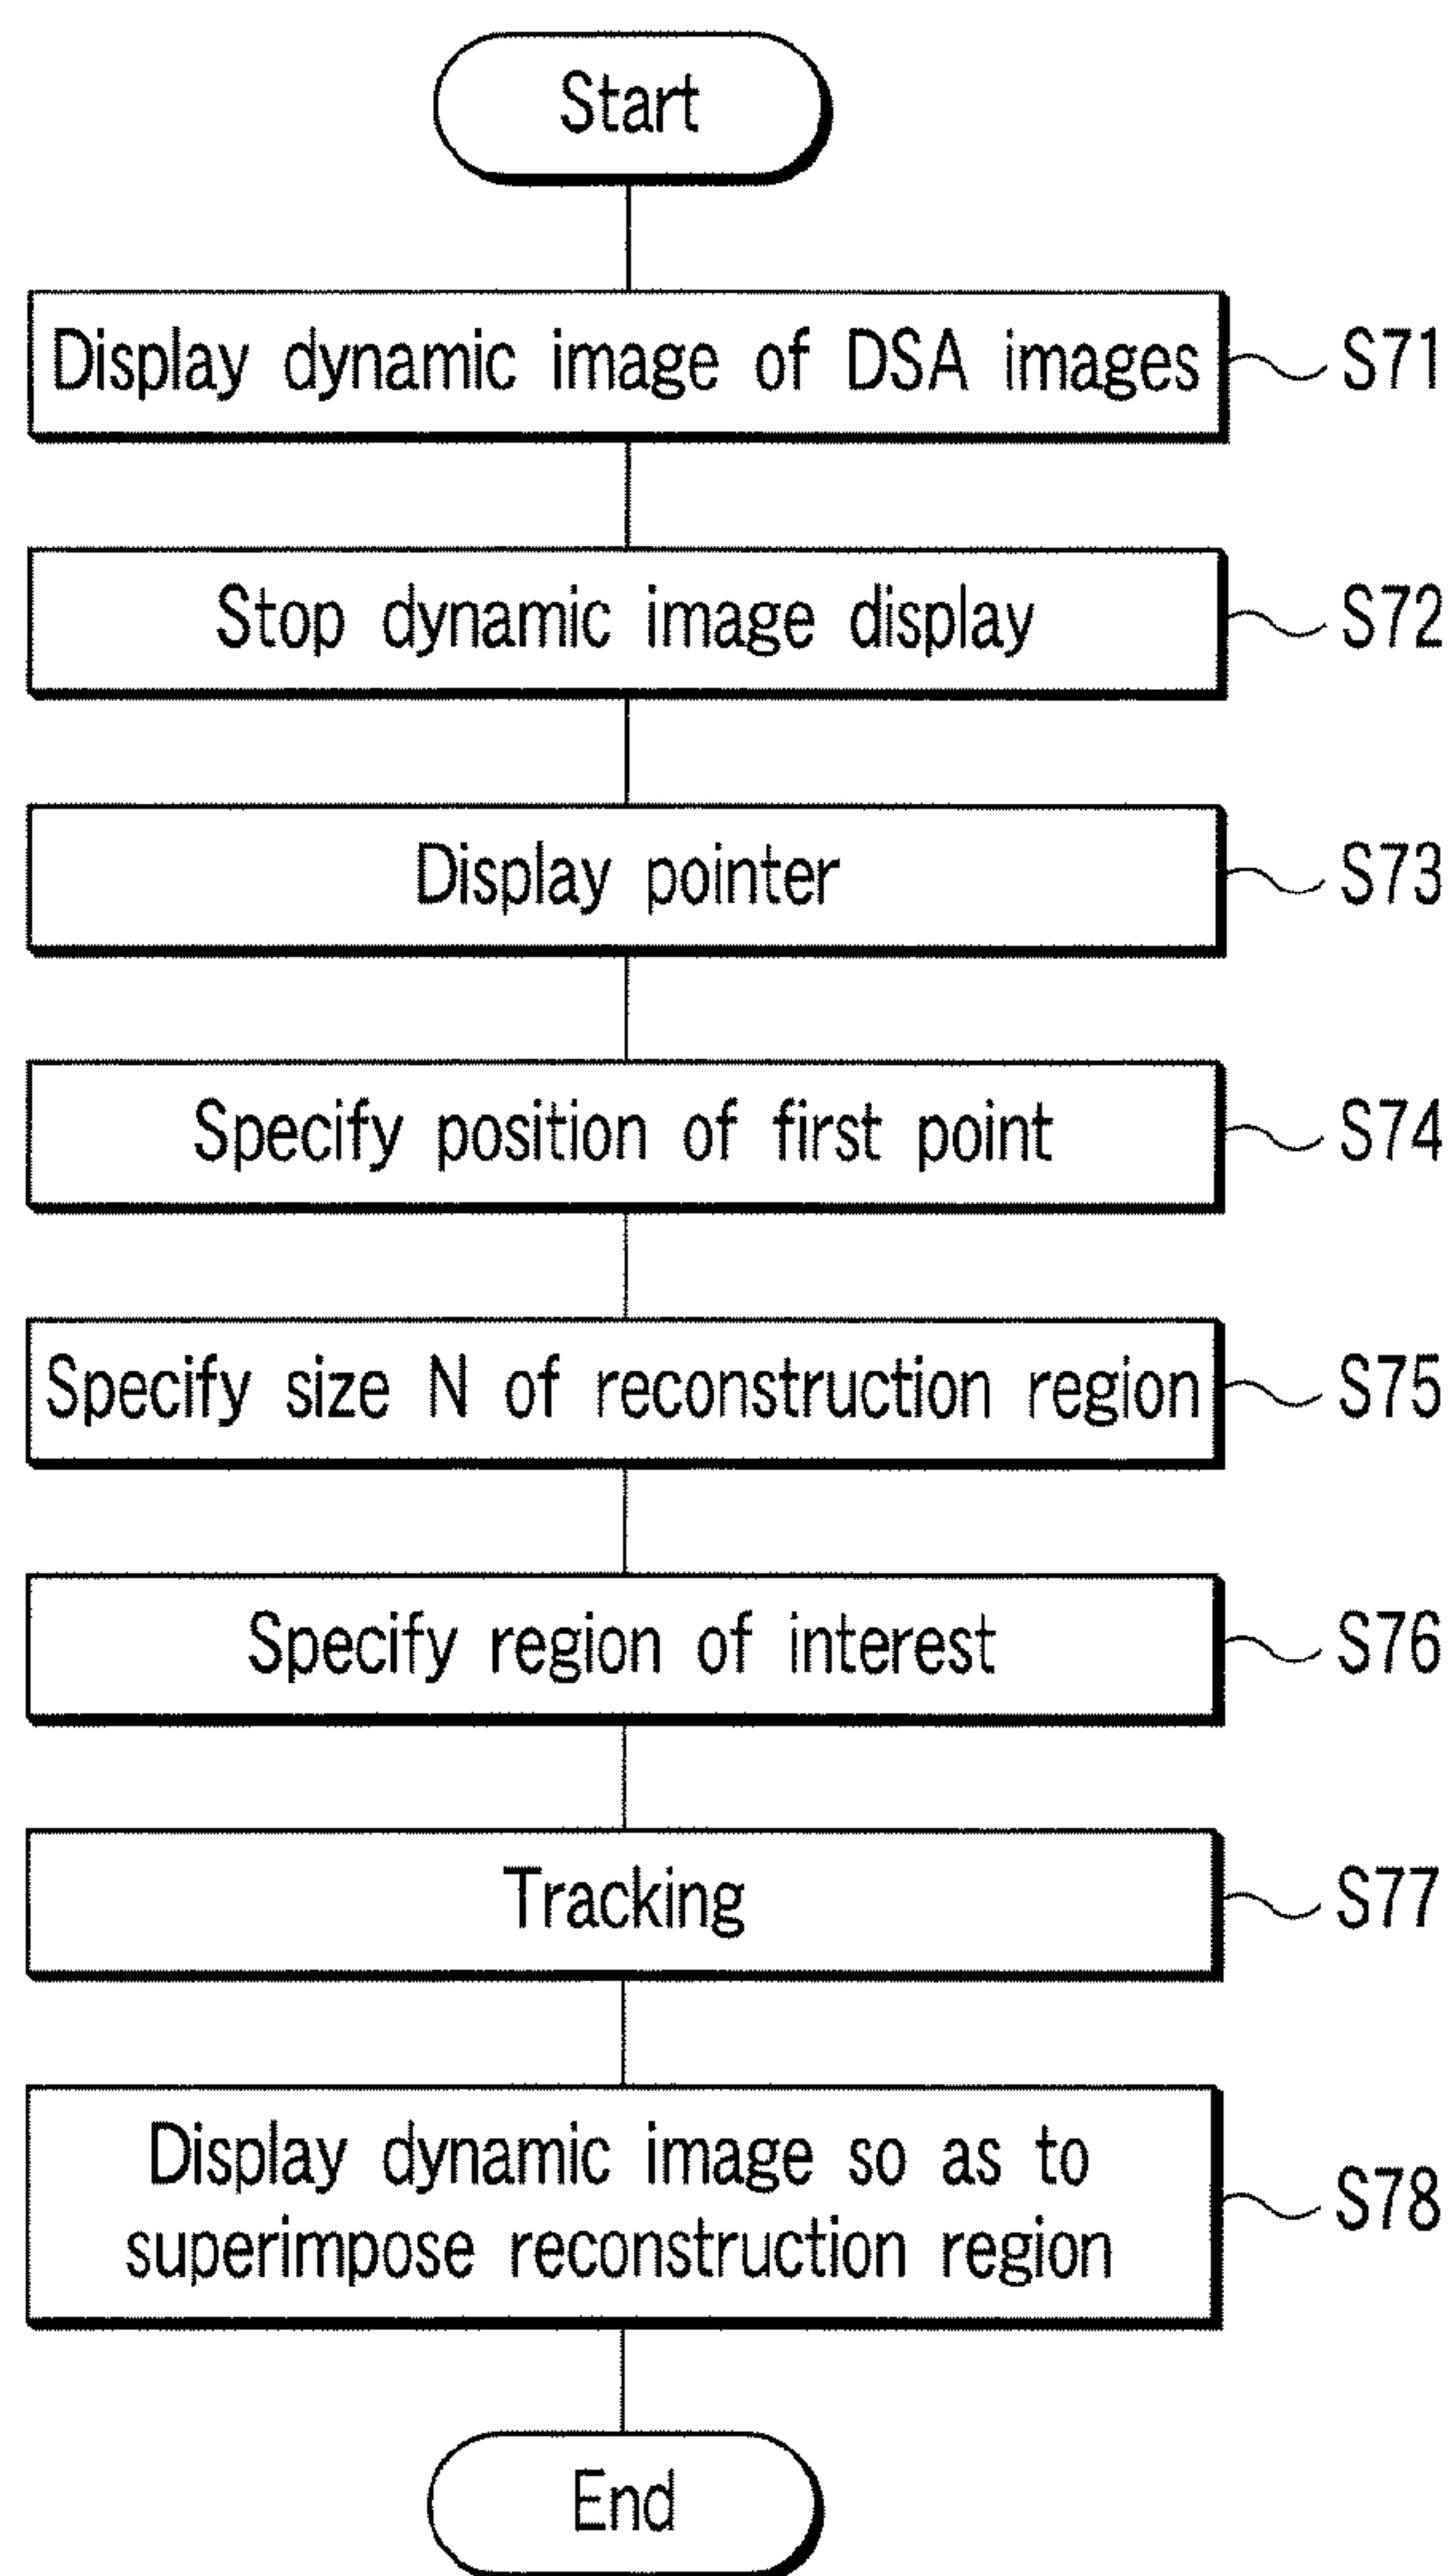 Start
Display dynamic image of DSA images
S71
Stop dynamic image display
S72
Display pointer
S73
Specify position of first point
S74
Specify size N of reconstruction region
S75
Specify region of interest
S76
Tracking
S77
Display dynamic image so as to
superimpose reconstruction region
S78
End